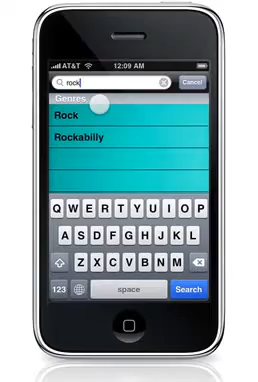 AT&T 12:09 AM
rock Cancel
Genres
Rock
Rockabilly
Q W E R T Y U I O P
A S D F G H J K L
Z X C V B N M
123 space Search